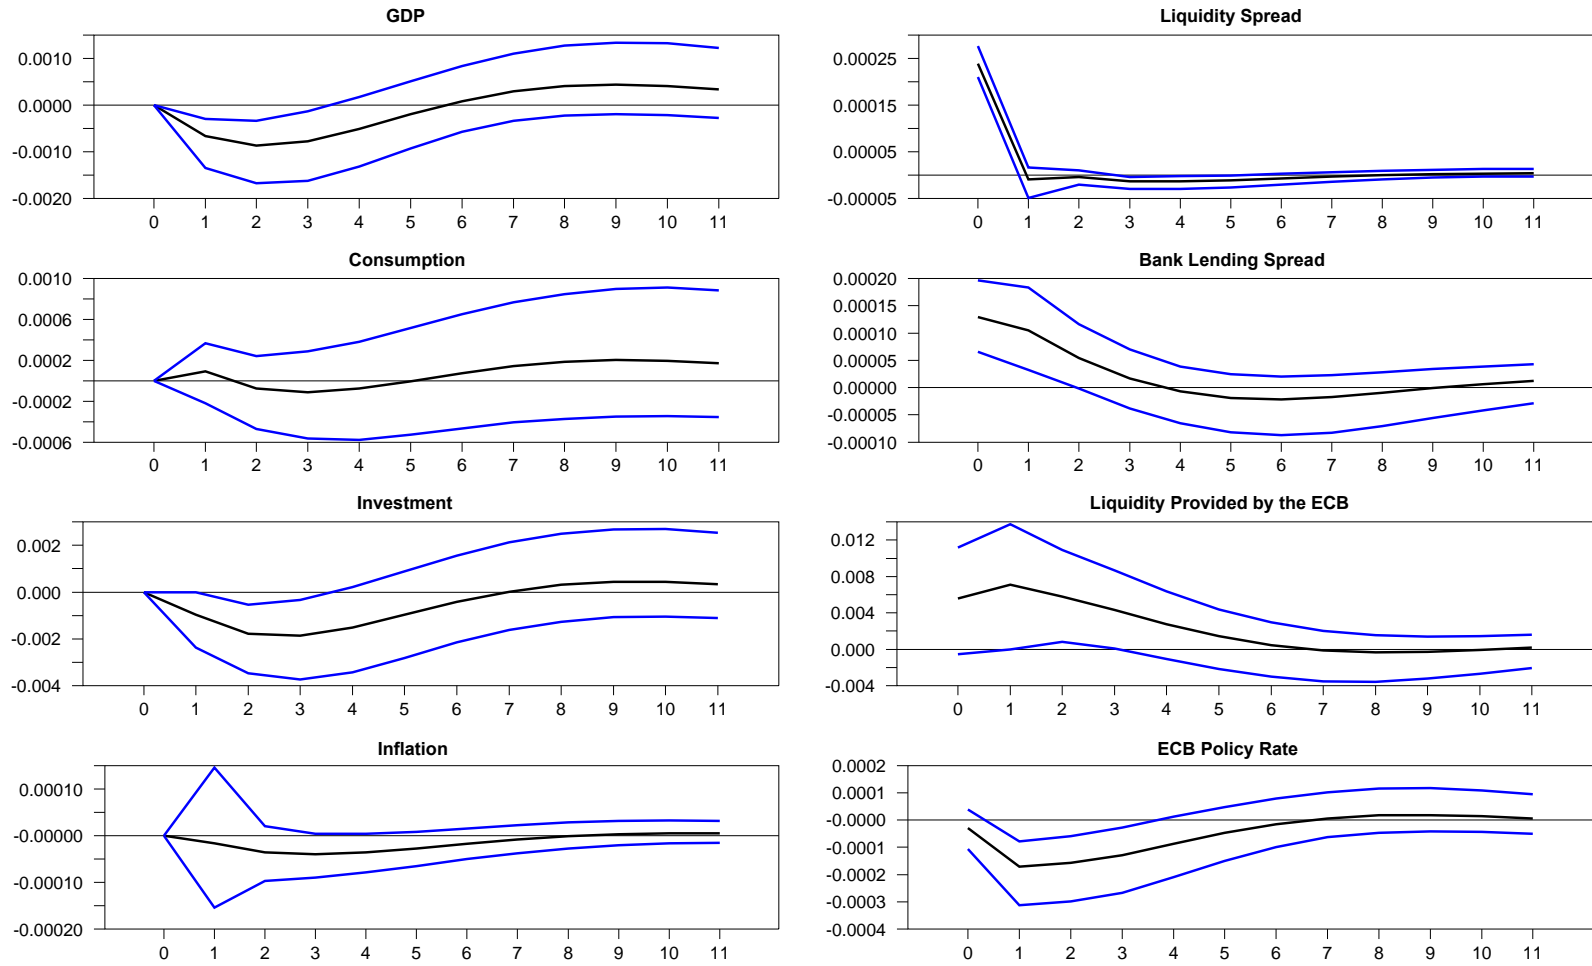 GDP
0.0010
0.0000
-0.0010
-0.0020
0 1 2 3 4 5 6 7 8 9 10 11
Liquidity Spread
0.00025
0.00015
0.00005
-0.00005
0 1 2 3 4 5 6 7 8 9 10 11
Consumption
0.0010
0.0006
0.0002
-0.0002
-0.0006
0 1 2 3 4 5 6 7 8 9 10 11
Bank Lending Spread
0.00020
0.00015
0.00010
0.00005
0.00000
-0.00005
-0.00010
0 1 2 3 4 5 6 7 8 9 10 11
Investment
0.002
0.000
-0.002
-0.004
0 1 2 3 4 5 6 7 8 9 10 11
Liquidity Provided by the ECB
0.012
0.008
0.004
0.000
-0.004
0 1 2 3 4 5 6 7 8 9 10 11
Inflation
0.00010
-0.00000
-0.00010
-0.00020
0 1 2 3 4 5 6 7 8 9 10 11
ECB Policy Rate
0.0002
0.0001
-0.0000
-0.0001
-0.0002
-0.0003
-0.0004
0 1 2 3 4 5 6 7 8 9 10 11